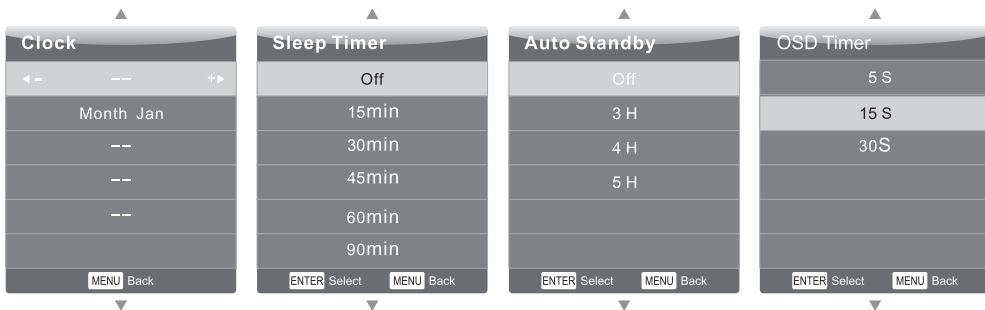 Clock
- -- +
Month Jan
--
--
--
MENU Back
Sleep Timer
Off
15min
30min
45min
60min
90min
ENTER Select MENU Back
Auto Standby
Off
3 H
4 H
5 H
ENTER Select MENU Back
OSD Timer
5 S
15 S
30S
ENTER Select MENU Back